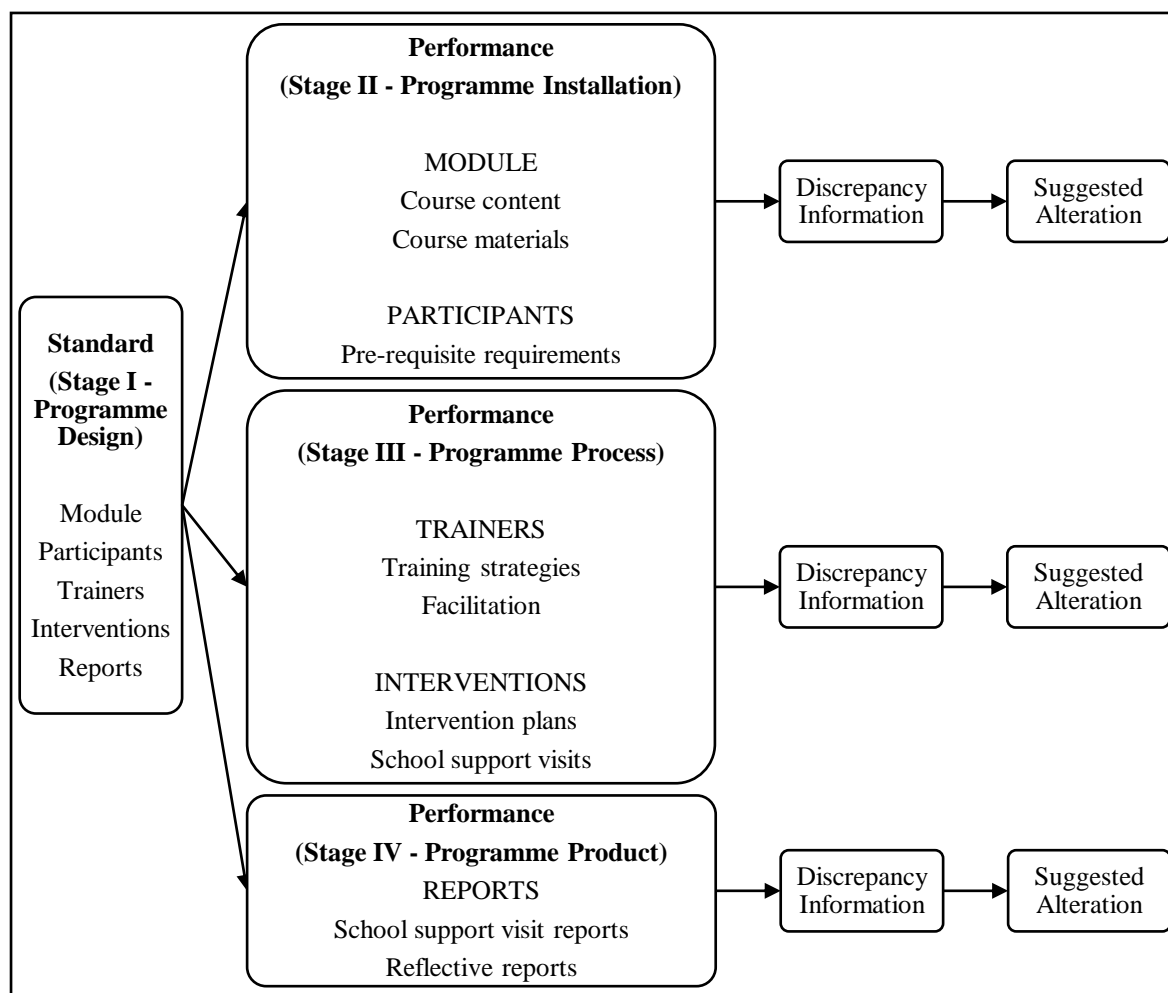 Standard
(Stage I -
Programme
Design)
Module
Participants
Trainers
Interventions
Reports
Performance
(Stage II - Programme Installation)
MODULE
Course content
Course materials
PARTICIPANTS
Pre-requisite requirements
Discrepancy
Information
Suggested
Alteration
Performance
(Stage III - Programme Process)
TRAINERS
Training strategies
Facilitation
INTERVENTIONS
Intervention plans
School support visits
Discrepancy
Information
Suggested
Alteration
Performance
(Stage IV - Programme Product)
REPORTS
School support visit reports
Reflective reports
Discrepancy
Information
Suggested
Alteration